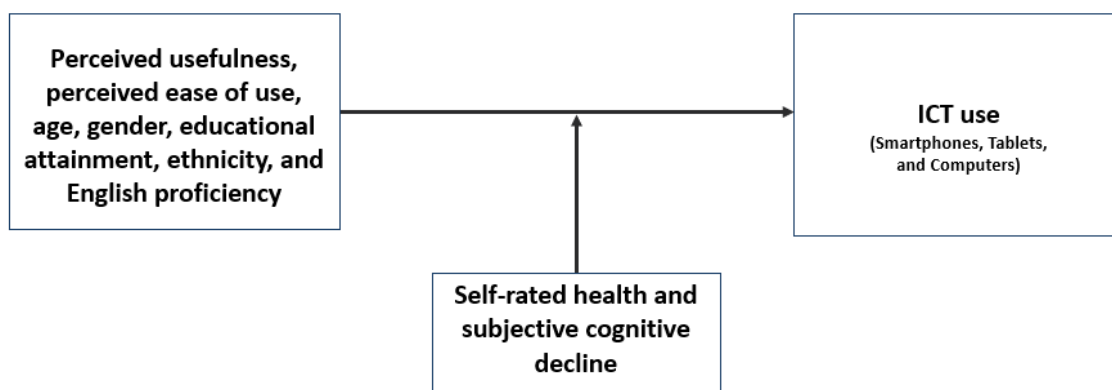 Perceived usefulness,
perceived ease of use,
age, gender, educational
attainment, ethnicity, and
English proficiency
ICT use
(Smartphones, Tablets,
and Computers)
Self-rated health and
subjective cognitive
decline